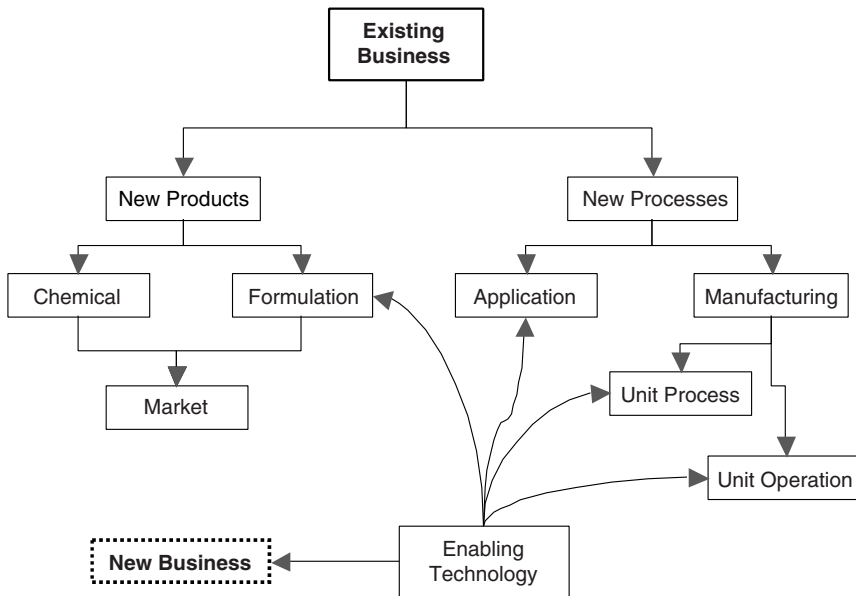 Existing
Business
New Products
New Processes
Chemical
Formulation
Application
Manufacturing
Market
Unit Process
Unit Operation
New Business
Enabling
Technology